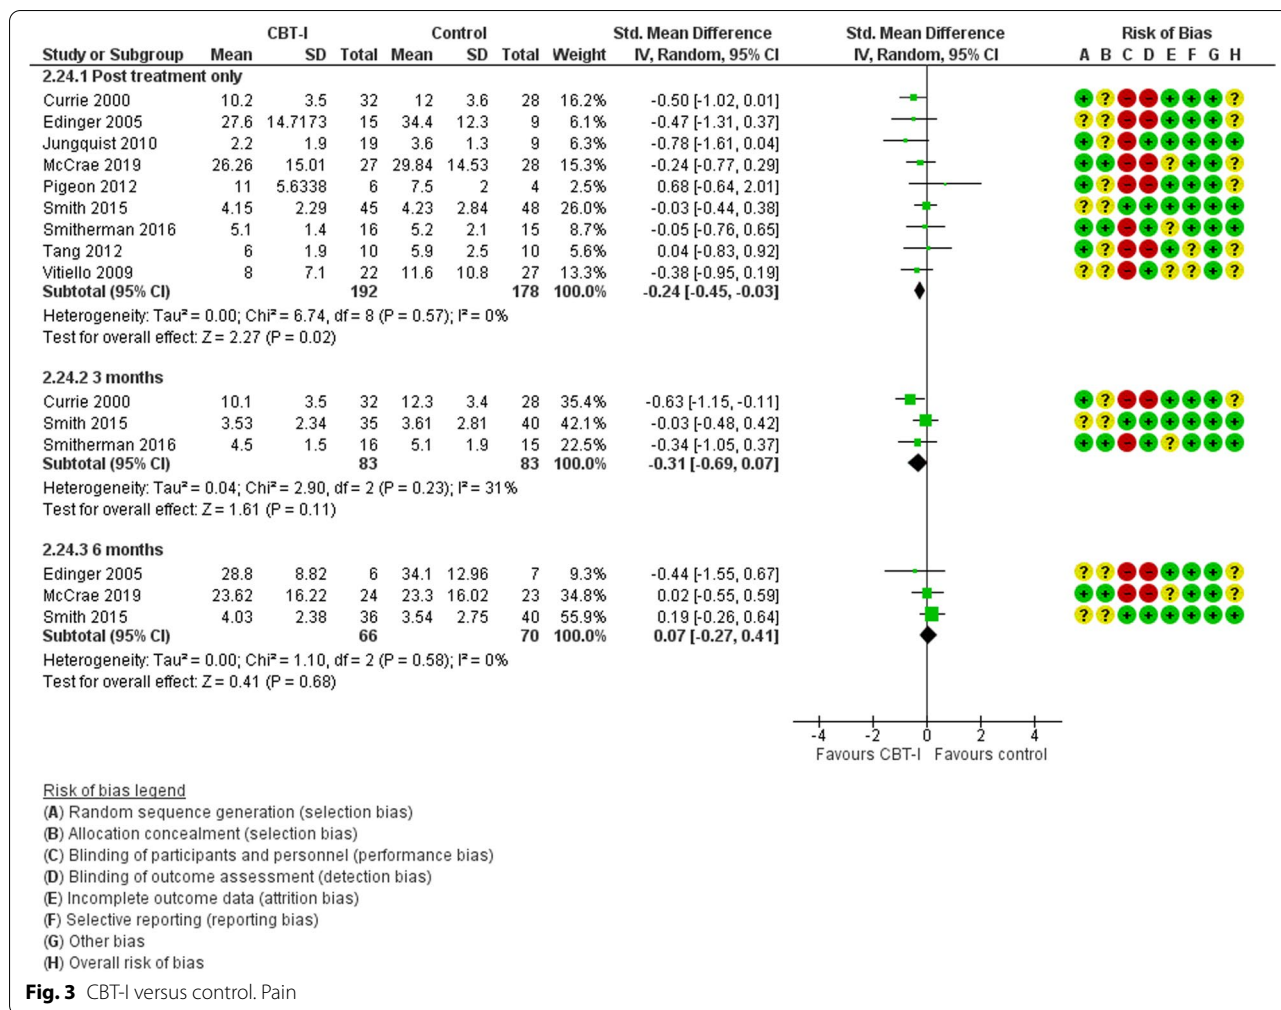 CBT-I Control Std. Mean Difference Std. Mean Difference Risk of Bias
Study or Subgroup Mean SD Total Mean SD Total Weight IV, Random, 95% CI IV, Random, 95% CI A B C D E F G H
2.24.1 Post treatment only
Currie 2000 10.2 3.5 32 12 3.6 28 16.2% -0.50 [-1.02, 0.01] + ? - - + + + ?
Edinger 2005 27.6 14.7173 15 34.4 12.3 9 6.1% -0.47 [-1.31, 0.37] ? ? - - + + + ?
Jungquist 2010 2.2 1.9 19 3.6 1.3 9 6.3% -0.78 [-1.61, 0.04] + ? - + + + + +
McCrae 2019 26.26 15.01 27 29.84 14.53 28 15.3% -0.24 [-0.77, 0.29] + + - - ? + + ?
Pigeon 2012 11 5.6338 6 7.5 2 4 2.5% 0.68 [-0.64, 2.01] + ? - - + + + ?
Smith 2015 4.15 2.29 45 4.23 2.84 48 26.0% -0.03 [-0.44, 0.38] ? ? + + + + + +
Smitherman 2016 5.1 1.4 16 5.2 2.1 15 8.7% -0.05 [-0.76, 0.65] + + - + ? + + +
Tang 2012 6 1.9 10 5.9 2.5 10 5.6% 0.04 [-0.83, 0.92] + ? - - + ? + ?
Vitiello 2009 8 7.1 22 11.6 10.8 27 13.3% -0.38 [-0.95, 0.19] ? ? - + ? ? + ?
Subtotal (95% CI) 192 178 100.0% -0.24 [-0.45, -0.03]
Heterogeneity: Tau² = 0.00; Chi² = 6.74, df = 8 (P = 0.57); I² = 0%
Test for overall effect: Z = 2.27 (P = 0.02)
2.24.2 3 months
Currie 2000 10.1 3.5 32 12.3 3.4 28 35.4% -0.63 [-1.15, -0.11] + ? - - + + + ?
Smith 2015 3.53 2.34 35 3.61 2.81 40 42.1% -0.03 [-0.48, 0.42] ? ? + + + + + +
Smitherman 2016 4.5 1.5 16 5.1 1.9 15 22.5% -0.34 [-1.05, 0.37] + + - + ? + + +
Subtotal (95% CI) 83 83 100.0% -0.31 [-0.69, 0.07]
Heterogeneity: Tau² = 0.04; Chi² = 2.90, df = 2 (P = 0.23); I² = 31%
Test for overall effect: Z = 1.61 (P = 0.11)
2.24.3 6 months
Edinger 2005 28.8 8.82 6 34.1 12.96 7 9.3% -0.44 [-1.55, 0.67] ? ? - - + + + ?
McCrae 2019 23.62 16.22 24 23.3 16.02 23 34.8% 0.02 [-0.55, 0.59] + + - - ? + + ?
Smith 2015 4.03 2.38 36 3.54 2.75 40 55.9% 0.19 [-0.26, 0.64] ? ? + + + + + +
Subtotal (95% CI) 66 70 100.0% 0.07 [-0.27, 0.41]
Heterogeneity: Tau² = 0.00; Chi² = 1.10, df = 2 (P = 0.58); I² = 0%
Test for overall effect: Z = 0.41 (P = 0.68)
-4 -2 0 2 4
Favours CBT-I Favours control
Risk of bias legend
(A) Random sequence generation (selection bias)
(B) Allocation concealment (selection bias)
(C) Blinding of participants and personnel (performance bias)
(D) Blinding of outcome assessment (detection bias)
(E) Incomplete outcome data (attrition bias)
(F) Selective reporting (reporting bias)
(G) Other bias
(H) Overall risk of bias
Fig. 3 CBT-I versus control. Pain